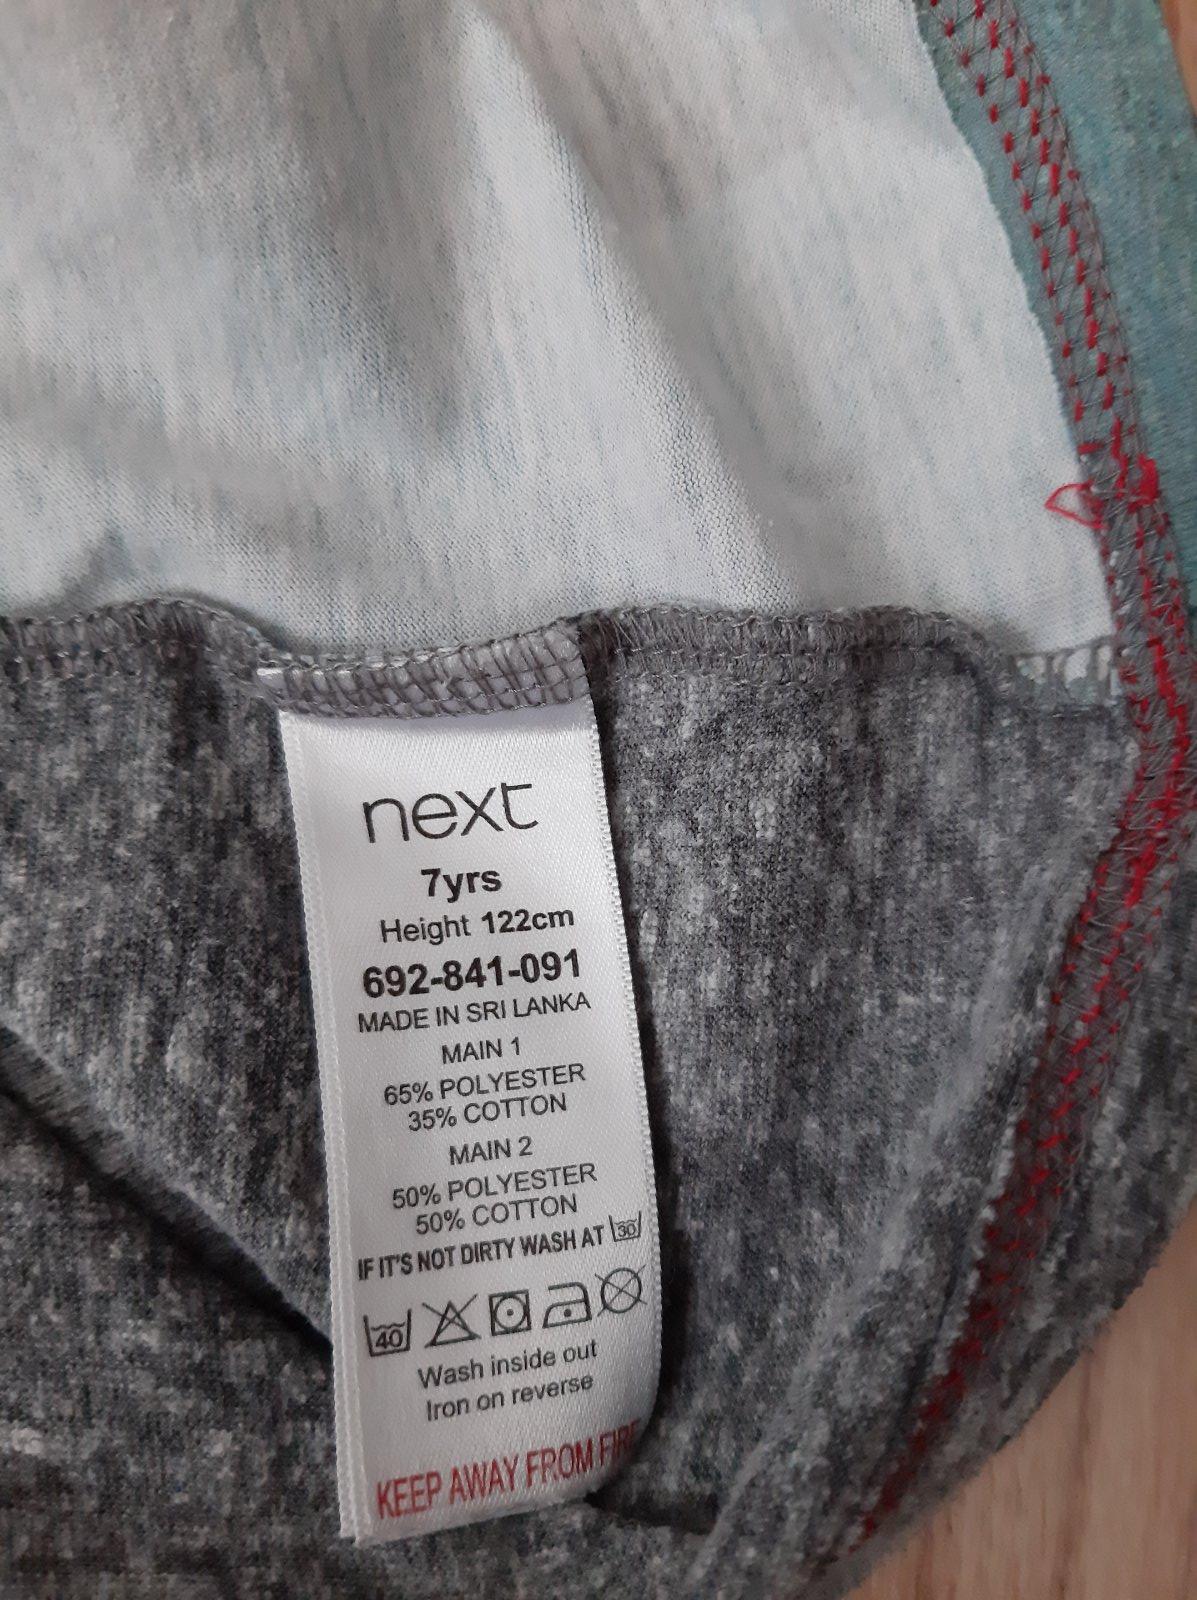 next
7yrs
Height 122cm
692-841-091
MADE IN SRI LANKA
MAIN 1
65% POLYESTER
35% COTTON
MAIN 2
50% POLYESTER
50% COTTON
IF IT'S NOT DIRTY WASH AT 30
40
Wash inside out
Iron on reverse
KEEP AWAY FROM FIRE